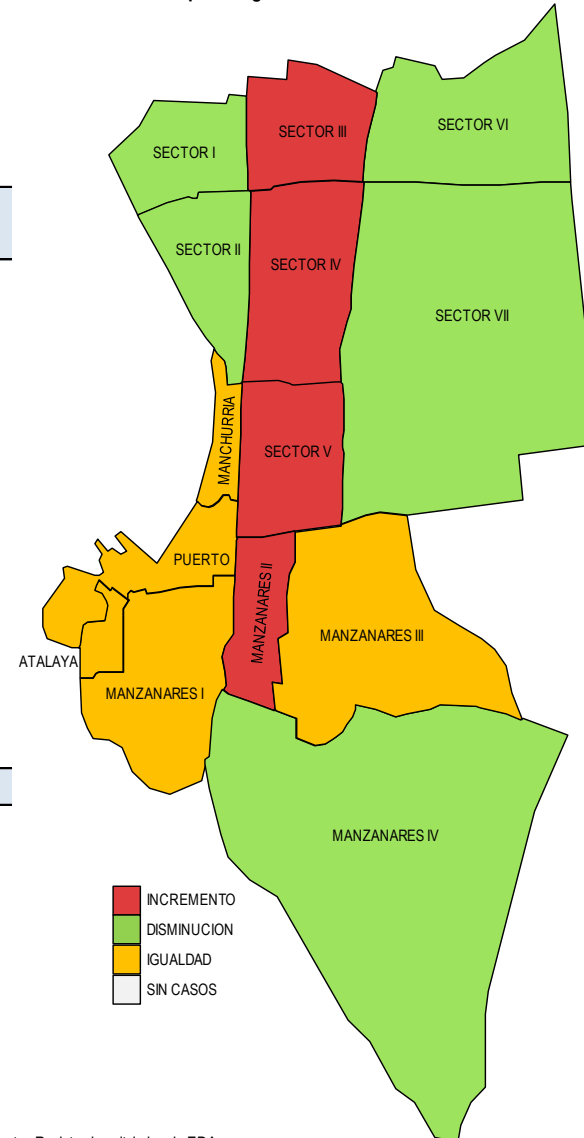 SECTOR VI
SECTOR III
SECTOR I
SECTOR II
SECTOR IV
SECTOR VII
MANCHURRIA
SECTOR V
PUERTO
MANZANARES II
MANZANARES III
ATALAYA
MANZANARES I
MANZANARES IV
INCREMENTO
DISMINUCION
IGUALDAD
SIN CASOS